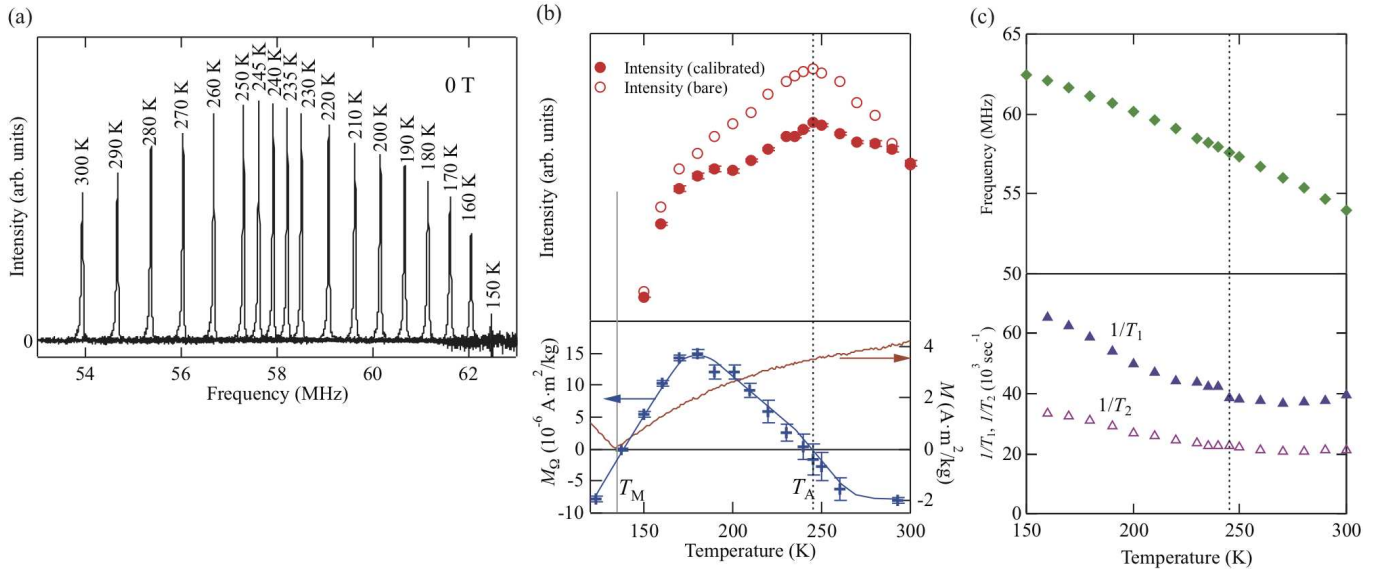 (a)
Intensity (arb. units)
0
300 K
290 K
280 K
270 K
260 K
250 K
245 K
240 K
235 K
230 K
220 K
210 K
200 K
190 K
180 K
170 K
160 K
150 K
0 T
54
56
58
60
62
Frequency (MHz)
(b)
Intensity (arb. units)
Intensity (calibrated)
Intensity (bare)
M_Ω (10⁻⁶ A·m²/kg)
15
10
5
0
-5
-10
T_M
T_A
4
2
0
-2
M (A·m²/kg)
150
200
250
300
Temperature (K)
(c)
Frequency (MHz)
65
60
55
50
1/T₁, 1/T₂ (10³ sec⁻¹)
60
40
20
0
1/T₁
1/T₂
150
200
250
300
Temperature (K)